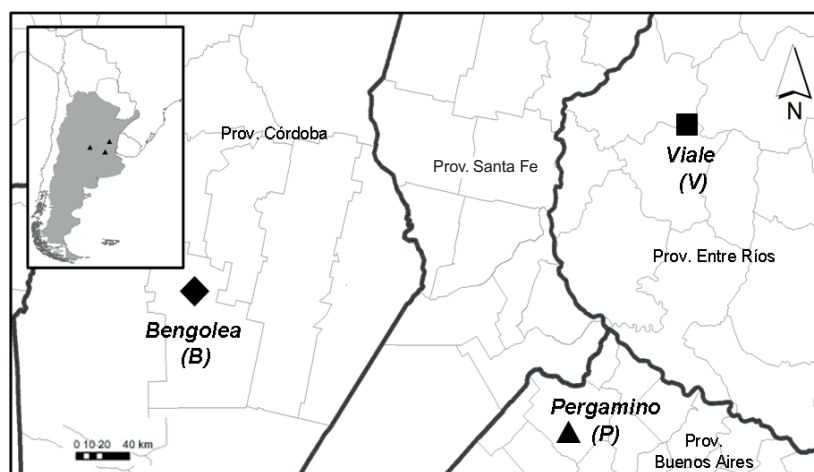 Prov. Córdoba
Prov. Santa Fe
N
Viale
(V)
Prov. Entre Ríos
Bengolea
(B)
Pergamino
(P)
Prov.
Buenos Aires
0 10 20 40 km